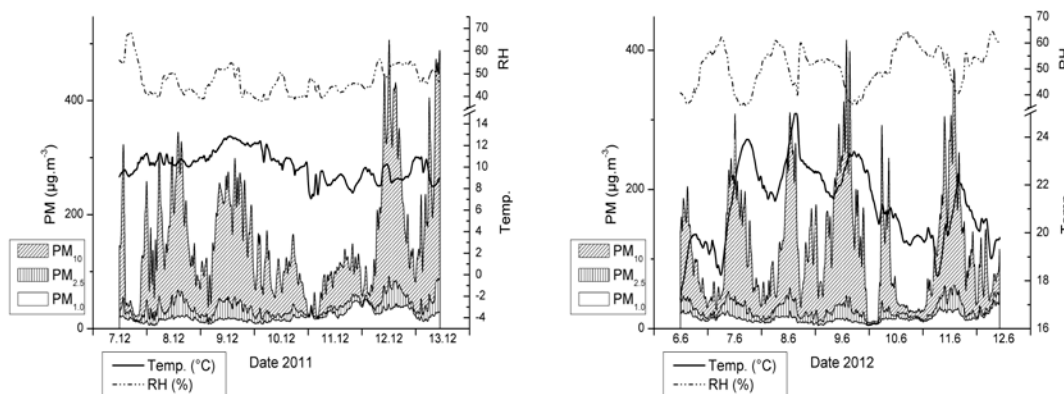 PM (µg.m⁻³)
400
200
0
70
60
50
40
RH
14
12
10
8
6
4
2
0
-2
-4
Temp.
PM₁₀
PM₂.₅
PM₁.₀
7.12 8.12 9.12 10.12 11.12 12.12 13.12
Temp. (°C)
RH (%)
Date 2011
PM (µg.m⁻³)
400
200
0
70
60
50
40
24
22
20
18
16
PM₁₀
PM₂.₅
PM₁.₀
6.6 7.6 8.6 9.6 10.6 11.6 12.6
Temp. (°C)
RH (%)
Date 2012